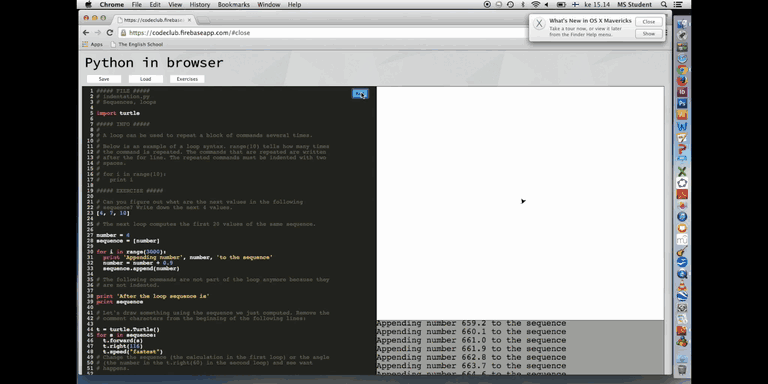 Chrome File Edit View History Bookmarks Window Help
ke 15.14 MS Student
https://codeclub.firebaseapp
https://codeclub.firebaseapp.com/#close
Apps The English School
What's New in OS X Mavericks
Take a tour now, or view it later
from the Finder Help menu.
Close
Show
Python in browser
Save Load Exercises
1 ##### FILE #####
2 # indentation.py
3 # Sequences, loops
4
5 import turtle
6
7 ##### INFO #####
8 #
9 # A loop can be used to repeat a block of commands several times.
10 #
11 # Below is an example of a loop syntax. range(10) tells how many times
12 # the command is repeated. The commands that are repeated are written
13 # after the for line. The repeated commands must be indented with two
14 # spaces.
15 #
16 # for i in range(10):
17 #   print i
18
19 ##### EXERCISE #####
20
21 # Can you figure out what are the next values in the following
22 # sequence? Write down the next 4 values.
23 [4, 7, 10]
24
25 # The next loop computes the first 20 values of the same sequence.
26
27 number = 4
28 sequence = [number]
29
30 for i in range(3000):
31   print 'Appending number', number, 'to the sequence'
32   number = number + 0.9
33   sequence.append(number)
34
35 # The following commands are not part of the loop anymore because they
36 # are not indented.
37
38 print 'After the loop sequence is'
39 print sequence
40
41 # Let's draw something using the sequence we just computed. Remove the
42 # comment characters from the beginning of the following lines:
43
44 t = turtle.Turtle()
45 for s in sequence:
46   t.forward(s)
47   t.right(116)
48   t.speed("fastest")
49 # Change the sequence (the calculation in the first loop) or the angle
50 # (the number in the t.right(60) in the second loop) and see what
51 # happens.
Appending number 659.2 to the sequence
Appending number 660.1 to the sequence
Appending number 661.0 to the sequence
Appending number 661.9 to the sequence
Appending number 662.8 to the sequence
Appending number 663.7 to the sequence
Appending number 664.6 to the sequence